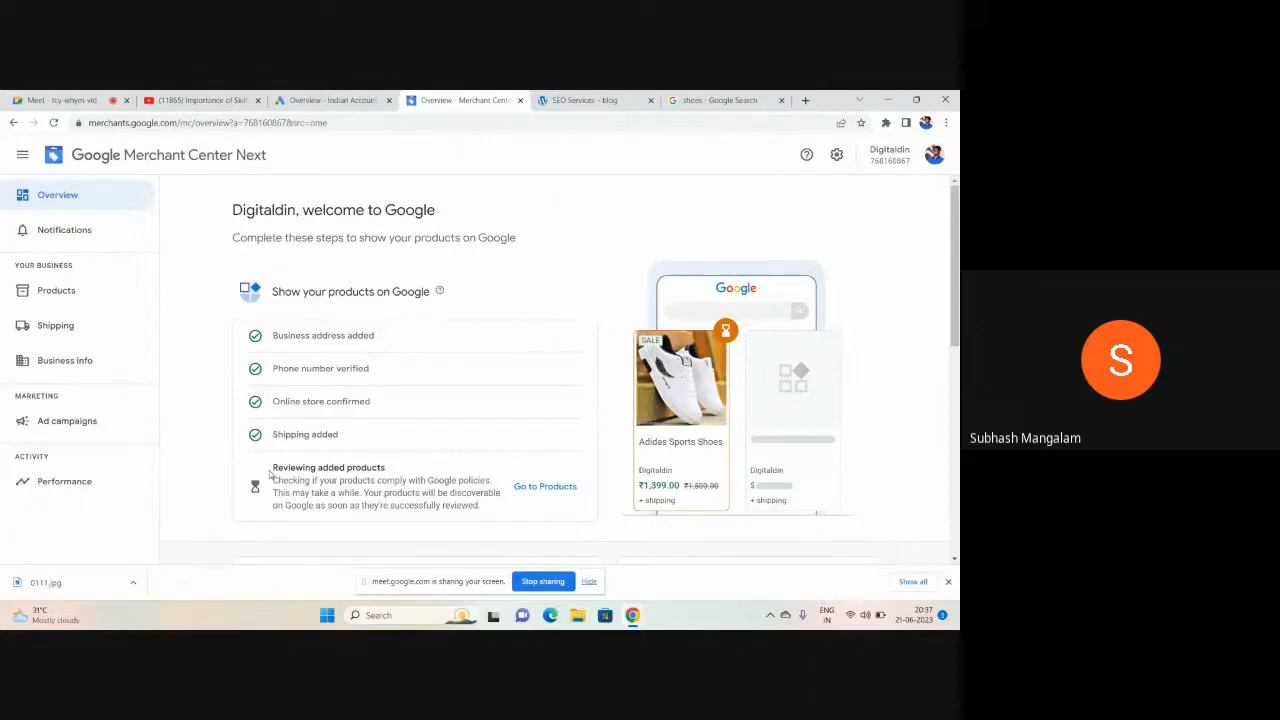 Meet - tcy-whym-vid
(11865) Importance of Skill
Overview - Indian Account
Overview - Merchant Cente
SEO Services – blog
shoes - Google Search
merchants.google.com/mc/overview?a=768160867&src=ome
Google Merchant Center Next
Digitaldin
768160867
Overview
Notifications
YOUR BUSINESS
Products
Shipping
Business info
MARKETING
Ad campaigns
ACTIVITY
Performance
Digitaldin, welcome to Google
Complete these steps to show your products on Google
Show your products on Google
Business address added
Phone number verified
Online store confirmed
Shipping added
Reviewing added products
Checking if your products comply with Google policies.
This may take a while. Your products will be discoverable
on Google as soon as they're successfully reviewed.
Go to Products
Google
SALE
Adidas Sports Shoes
Digitaldin
₹1,399.00 ₹1,599.00
+ shipping
Digitaldin
$
+ shipping
Subhash Mangalam
S
0111.jpg
meet.google.com is sharing your screen.
Stop sharing
Hide
Show all
31°C
Mostly cloudy
Search
ENG
IN
20:37
21-06-2023
3